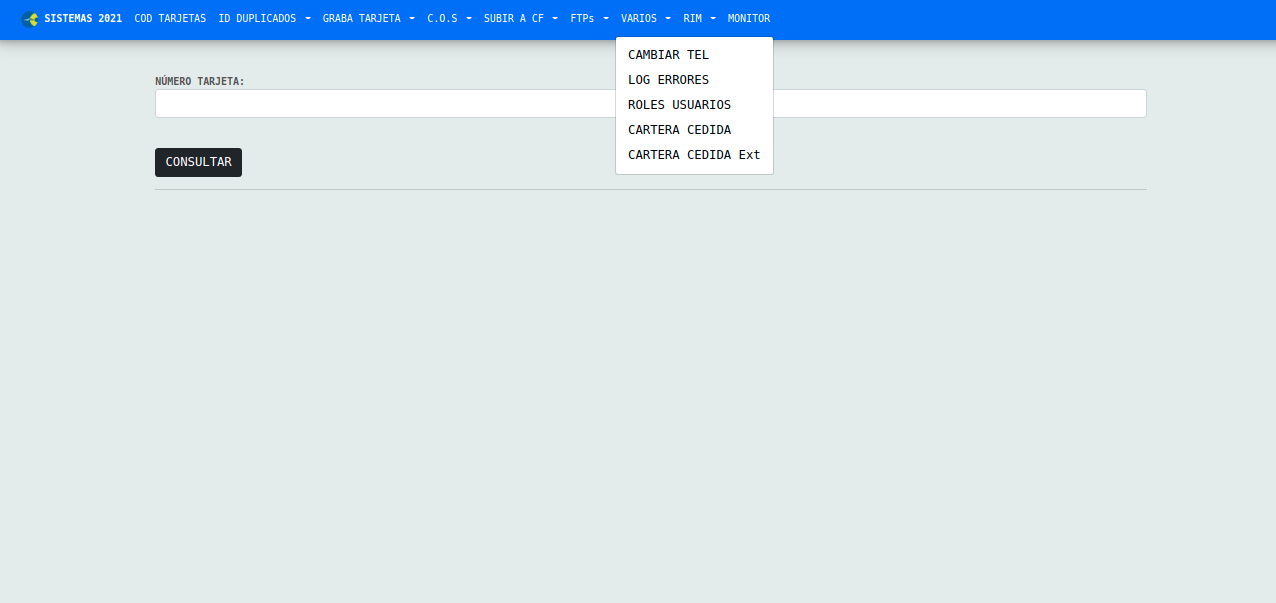 SISTEMAS 2021 COD TARJETAS ID DUPLICADOS GRABA TARJETA C.O.S SUBIR A CF FTPs VARIOS RIM MONITOR
CAMBIAR TEL
LOG ERRORES
ROLES USUARIOS
CARTERA CEDIDA
CARTERA CEDIDA Ext
NÚMERO TARJETA:
CONSULTAR